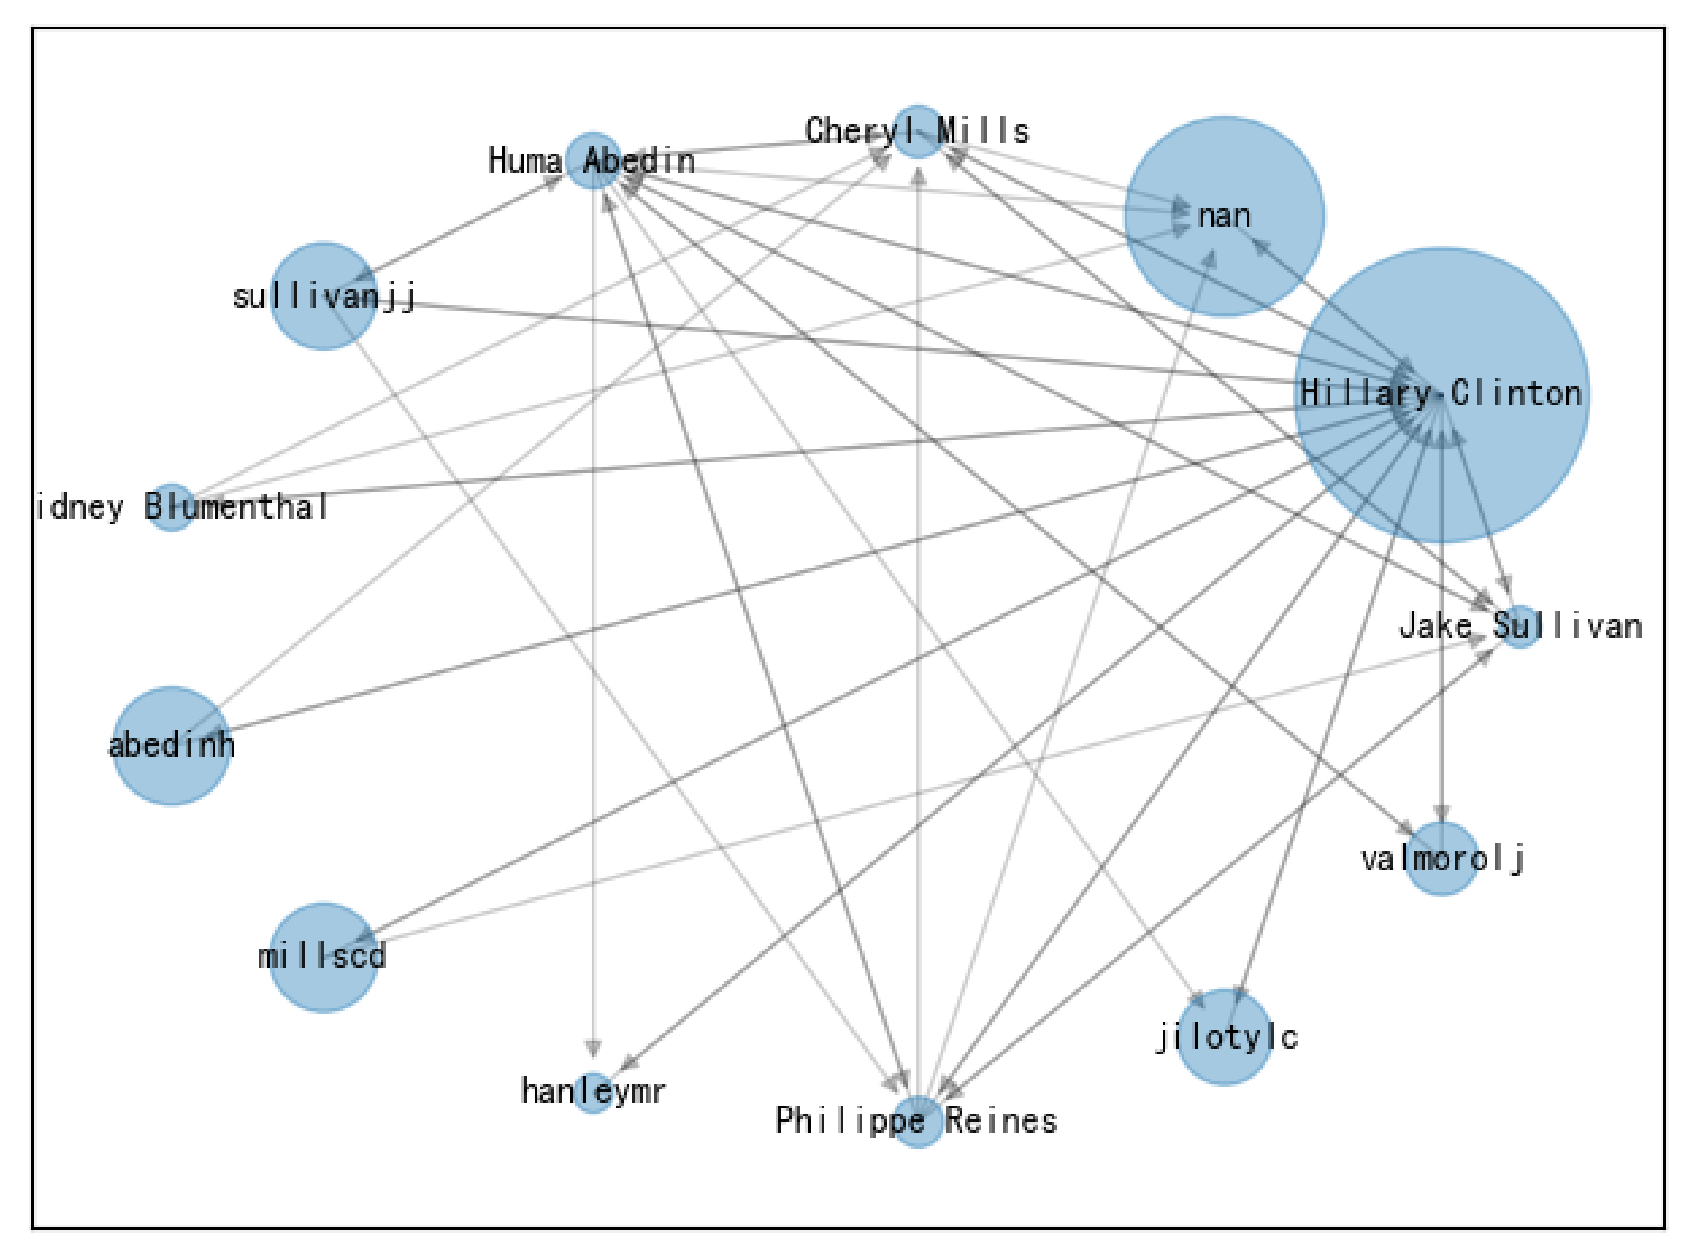 Cheryl Mills
Huma Abedin
nan
sullivanjj
Hillary Clinton
idney Blumenthal
Jake Sullivan
abedinh
valmorolj
millscd
jilotylc
hanleymr
Philippe Reines